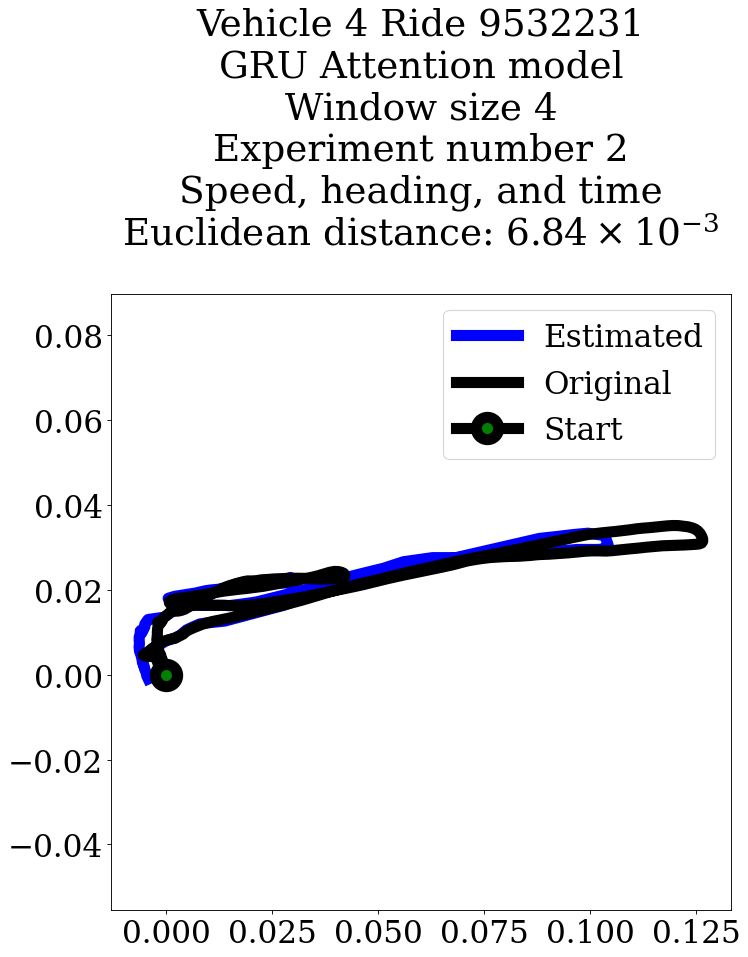 Vehicle 4 Ride 9532231
GRU Attention model
Window size 4
Experiment number 2
Speed, heading, and time
Euclidean distance: 6.84 × 10⁻³
Estimated
Original
Start
0.08
0.06
0.04
0.02
0.00
−0.02
−0.04
0.000 0.025 0.050 0.075 0.100 0.125